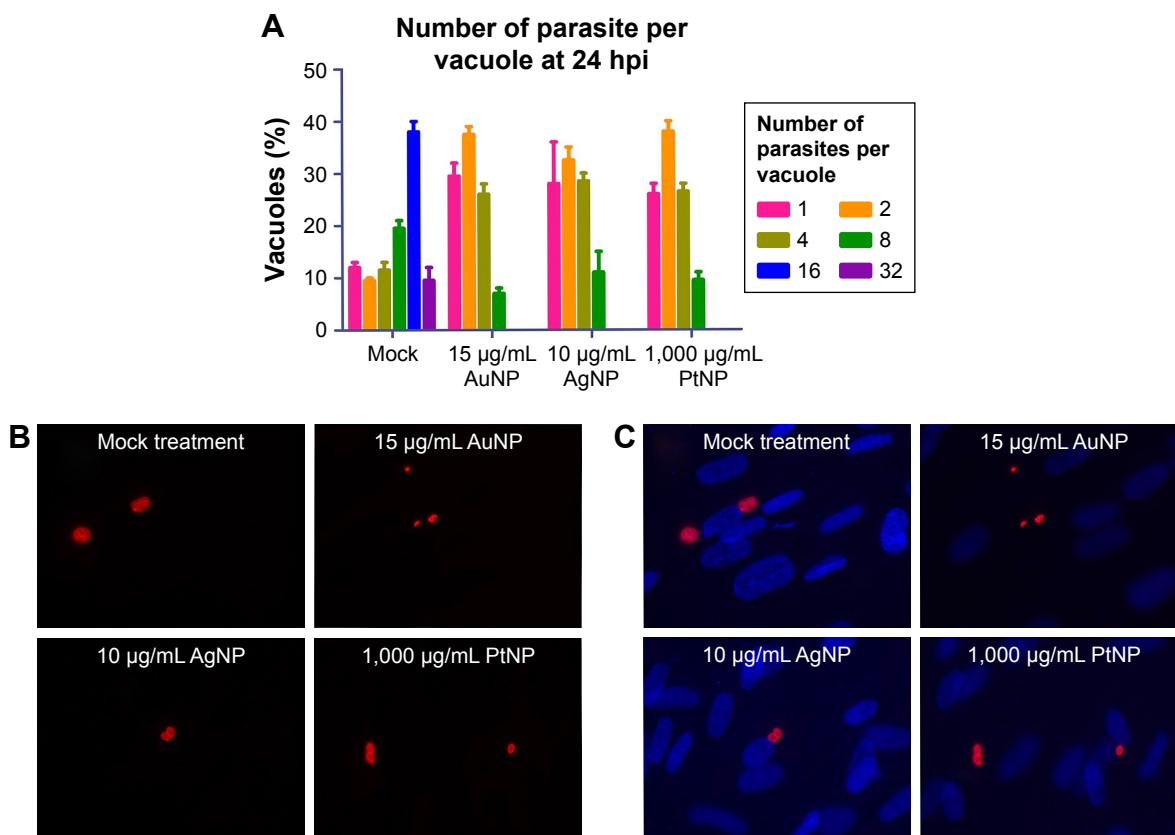 A
Number of parasite per
vacuole at 24 hpi
Vacuoles (%)
50
40
30
20
10
0
Mock
15 µg/mL
AuNP
10 µg/mL
AgNP
1,000 µg/mL
PtNP
Number of
parasites per
vacuole
1 2
4 8
16 32
B
Mock treatment
15 µg/mL AuNP
10 µg/mL AgNP
1,000 µg/mL PtNP
C
Mock treatment
15 µg/mL AuNP
10 µg/mL AgNP
1,000 µg/mL PtNP